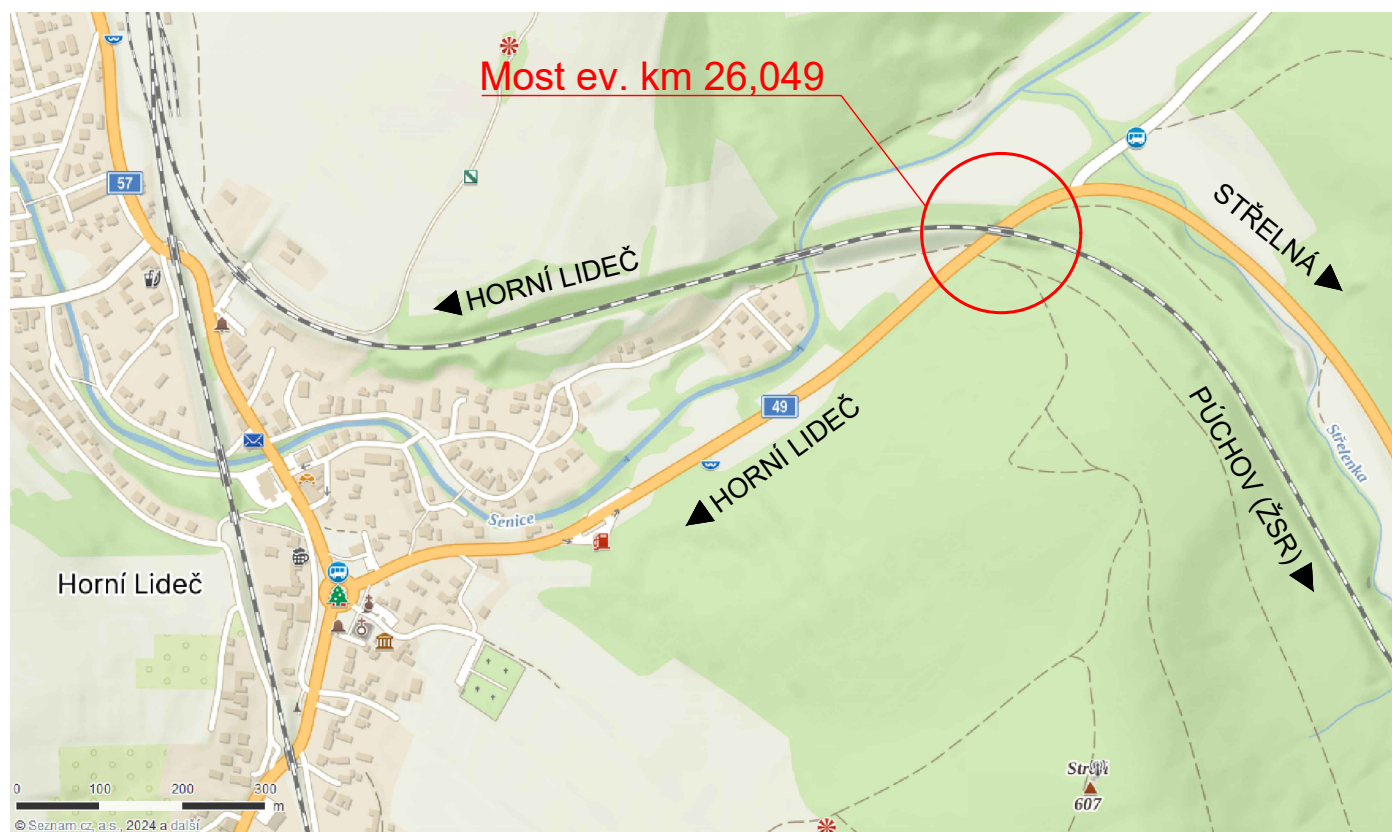 Most ev. km 26,049
57
STŘELNÁ
HORNÍ LIDEČ
49
HORNÍ LIDEČ
PÚCHOV (ŽSR)
Střelenka
Senice
Horní Lideč
607
0 100 200 300
m
© Seznam.cz, a.s., 2024 a další